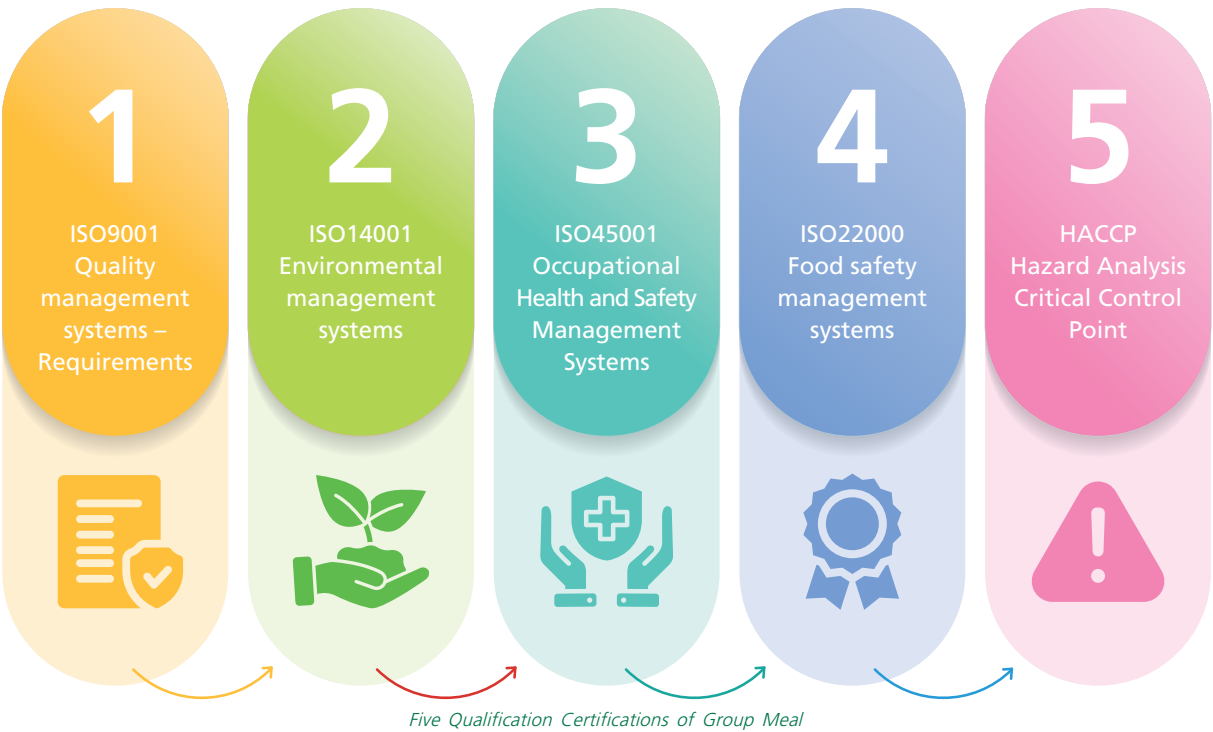 1
ISO9001
Quality
management
systems –
Requirements
2
ISO14001
Environmental
management
systems
3
ISO45001
Occupational
Health and Safety
Management
Systems
4
ISO22000
Food safety
management
systems
5
HACCP
Hazard Analysis
Critical Control
Point
Five Qualification Certifications of Group Meal